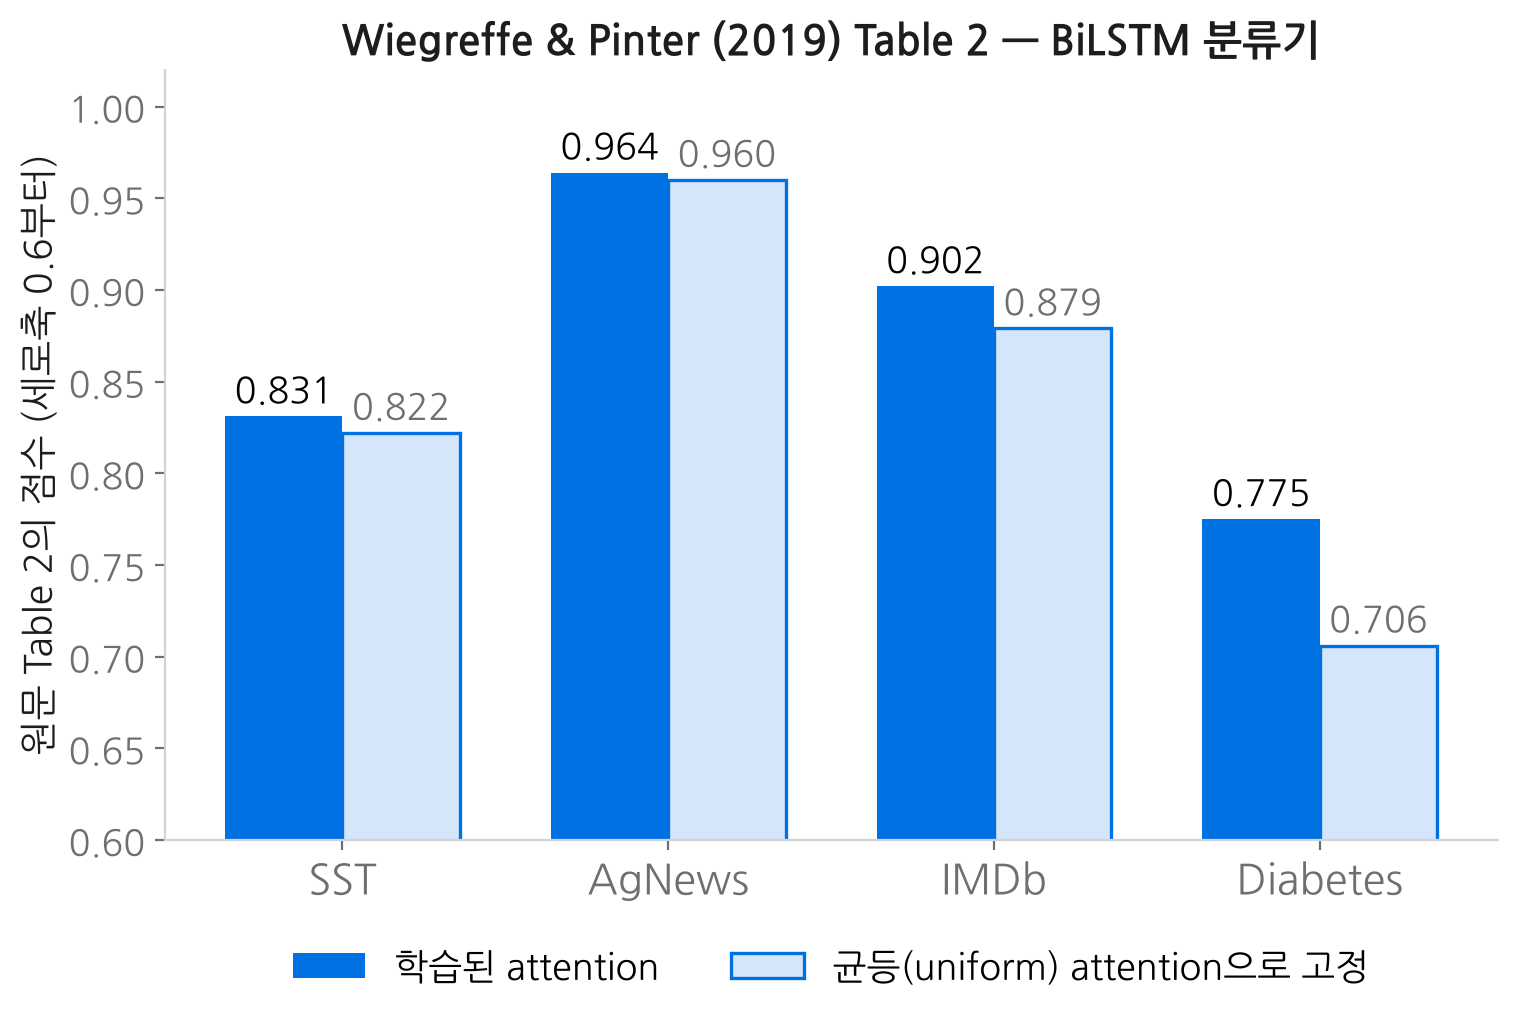 Wiegreffe & Pinter (2019) Table 2 — BiLSTM 분류기
원문 Table 2의 점수 (세로축 0.6부터)
1.00
0.95
0.90
0.85
0.80
0.75
0.70
0.65
0.60
0.831
0.822
0.964
0.960
0.902
0.879
0.775
0.706
SST
AgNews
IMDb
Diabetes
학습된 attention
균등(uniform) attention으로 고정